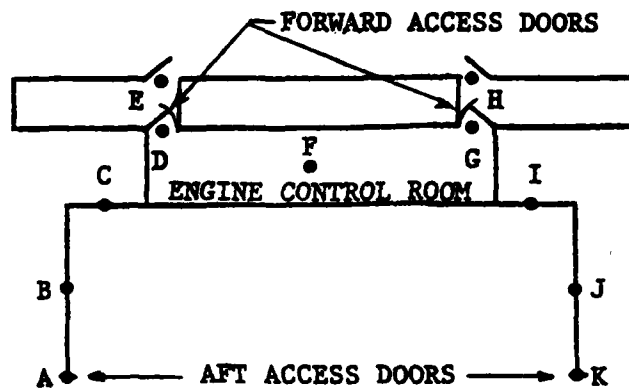 FORWARD ACCESS DOORS
E H
D F G
C I
ENGINE CONTROL ROOM
B J
A AFT ACCESS DOORS K